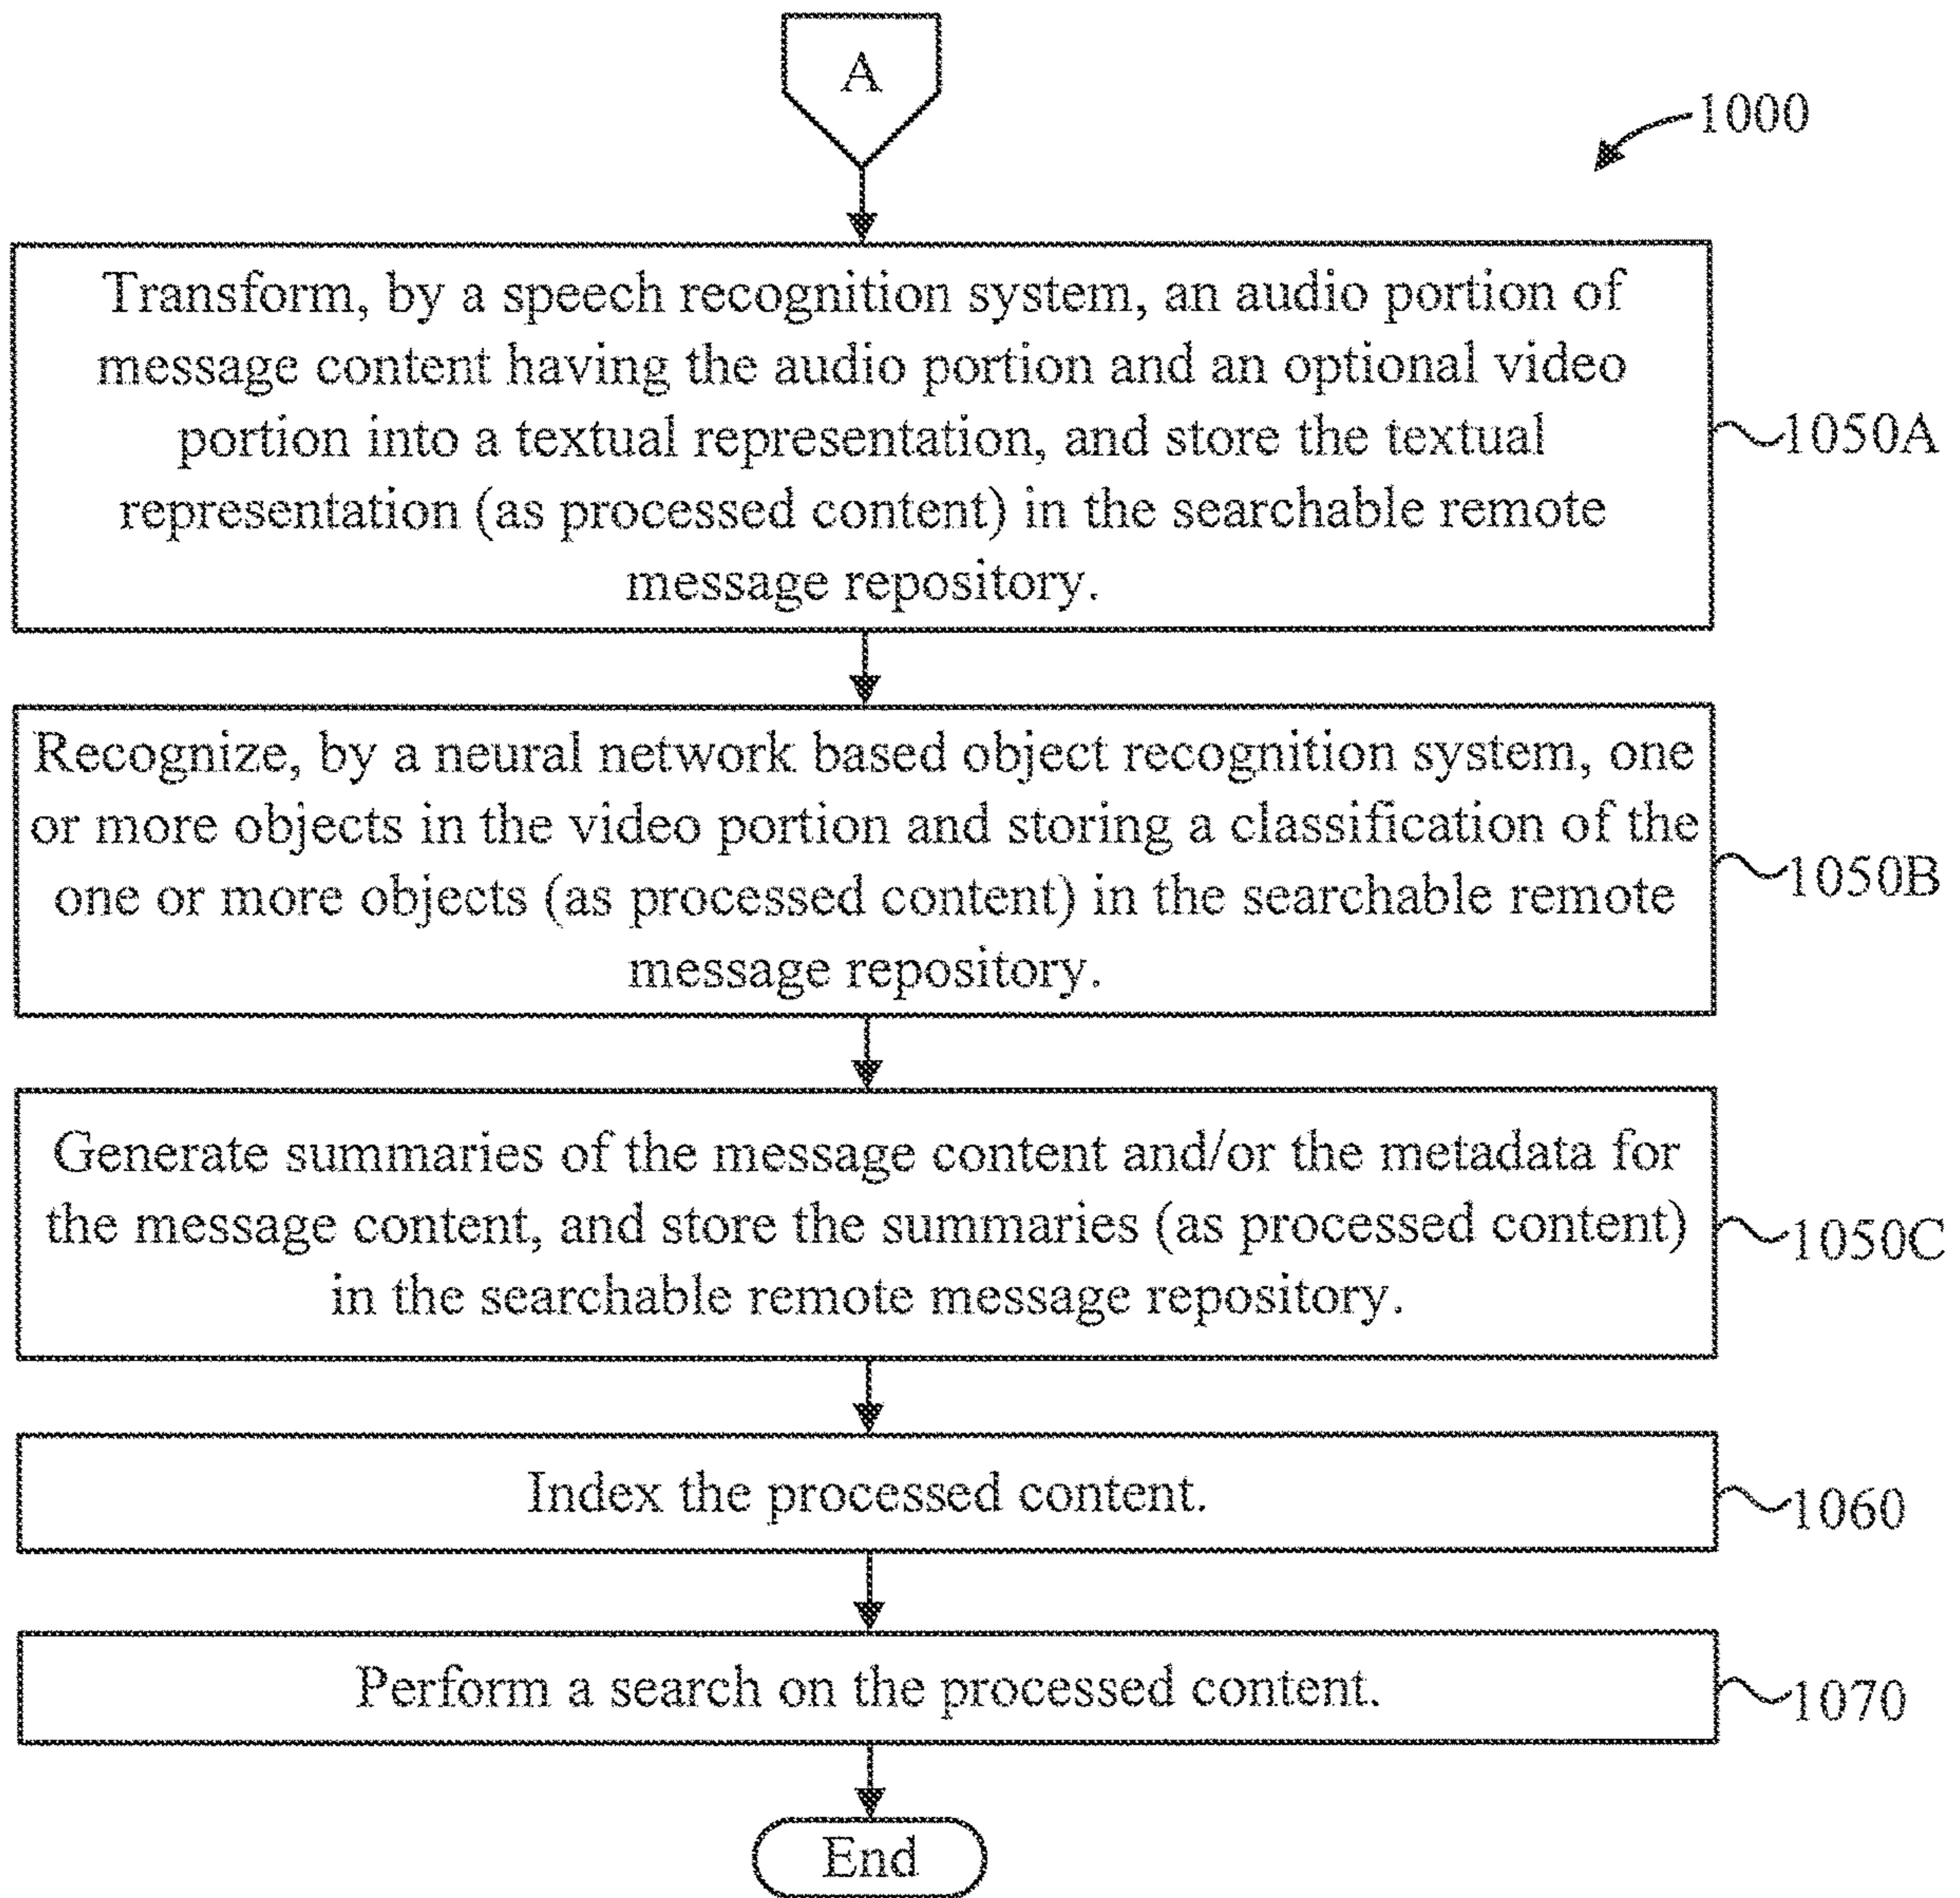 A
1000
Transform, by a speech recognition system, an audio portion of
message content having the audio portion and an optional video
portion into a textual representation, and store the textual
representation (as processed content) in the searchable remote
message repository.
1050A
Recognize, by a neural network based object recognition system, one
or more objects in the video portion and storing a classification of the
one or more objects (as processed content) in the searchable remote
message repository.
1050B
Generate summaries of the message content and/or the metadata for
the message content, and store the summaries (as processed content)
in the searchable remote message repository.
1050C
Index the processed content.
1060
Perform a search on the processed content.
1070
End